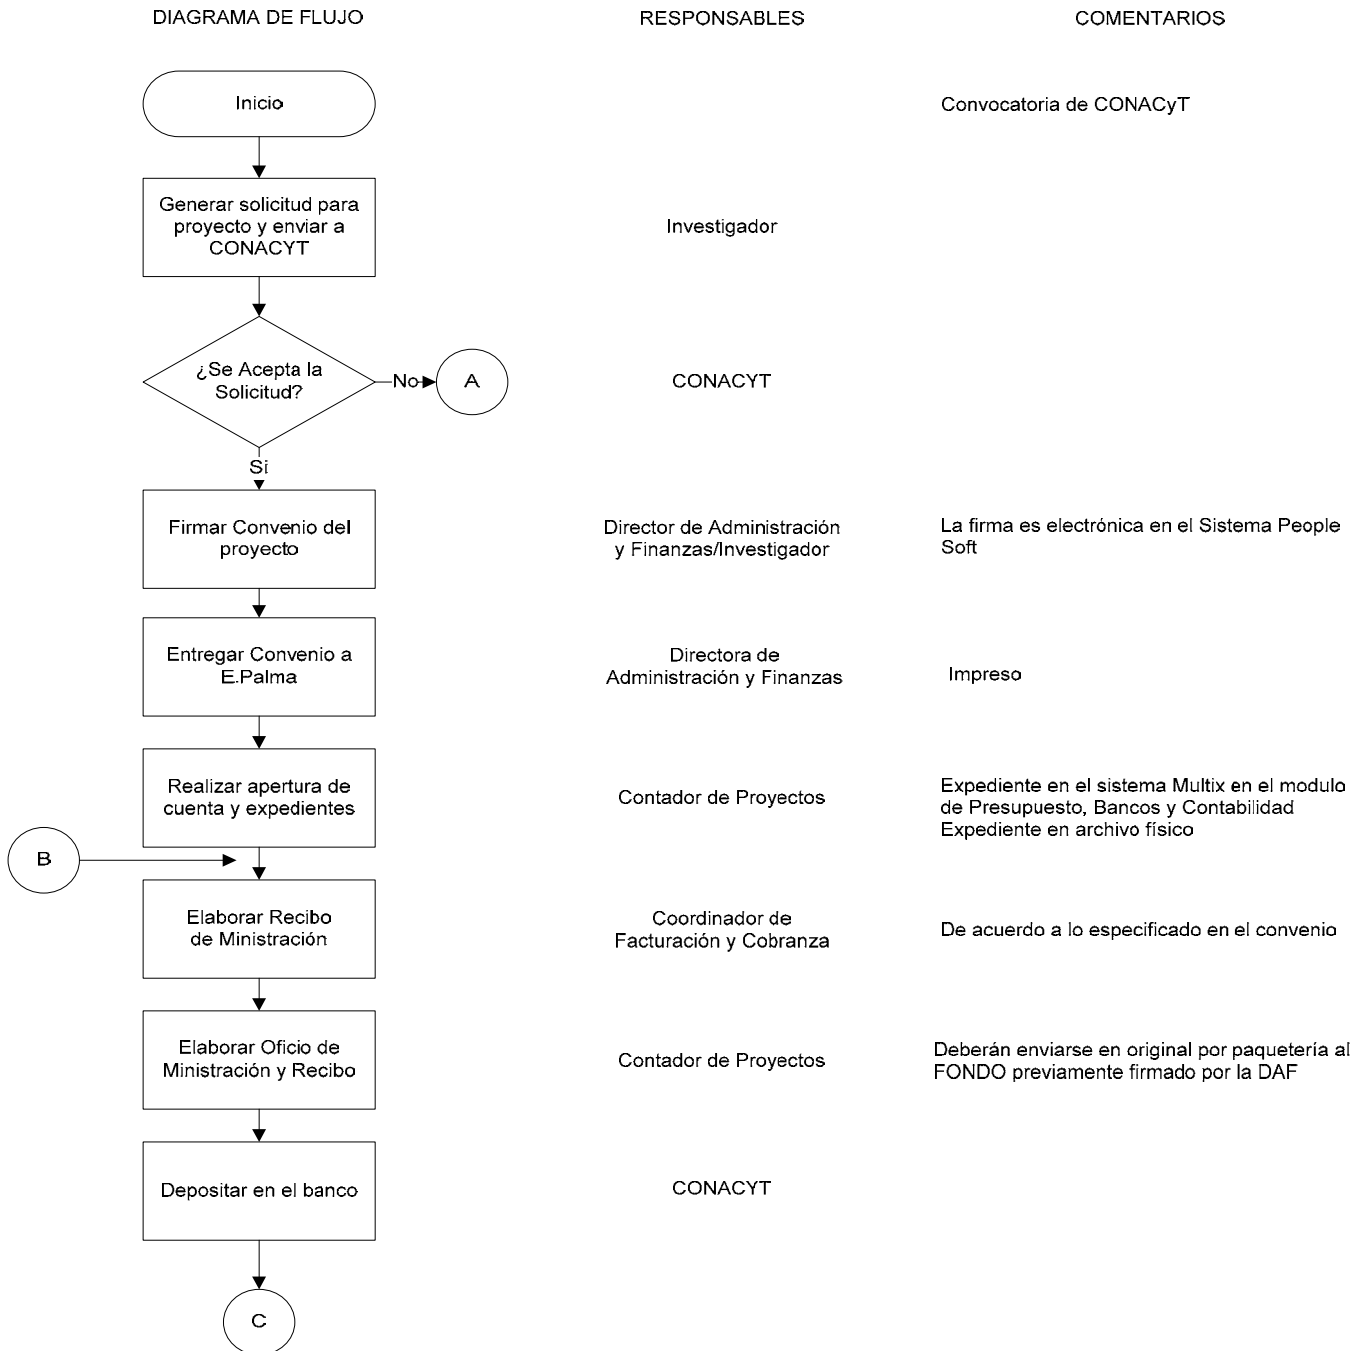 DIAGRAMA DE FLUJO
RESPONSABLES
COMENTARIOS
Inicio
Convocatoria de CONACyT
Generar solicitud para
proyecto y enviar a
CONACYT
Investigador
¿Se Acepta la
Solicitud?
No
A
CONACYT
Si
Firmar Convenio del
proyecto
Director de Administración
y Finanzas/Investigador
La firma es electrónica en el Sistema People
Soft
Entregar Convenio a
E.Palma
Directora de
Administración y Finanzas
Impreso
Realizar apertura de
cuenta y expedientes
Contador de Proyectos
Expediente en el sistema Multix en el modulo
de Presupuesto, Bancos y Contabilidad
Expediente en archivo físico
B
Elaborar Recibo
de Ministración
Coordinador de
Facturación y Cobranza
De acuerdo a lo especificado en el convenio
Elaborar Oficio de
Ministración y Recibo
Contador de Proyectos
Deberán enviarse en original por paquetería al
FONDO previamente firmado por la DAF
Depositar en el banco
CONACYT
C